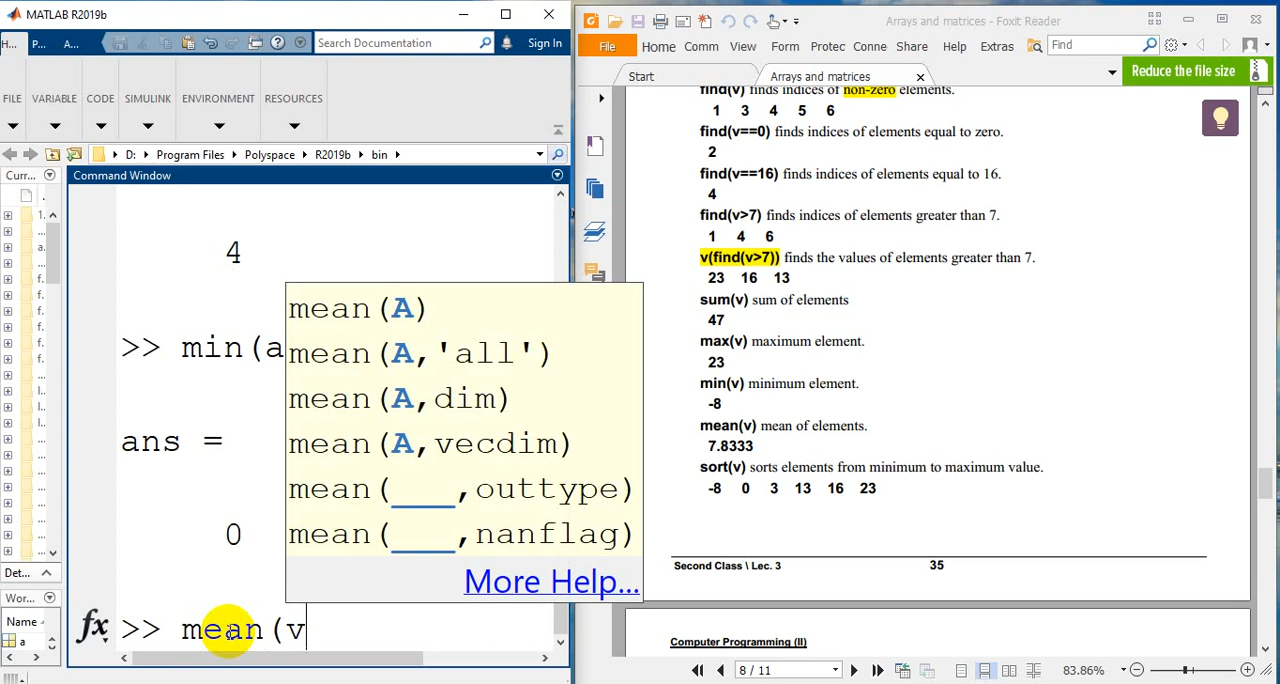 MATLAB R2019b
H... P... A... Search Documentation Sign In
FILE VARIABLE CODE SIMULINK ENVIRONMENT RESOURCES
D: Program Files Polyspace R2019b bin
Curr...
Command Window
4
>> min(a
ans =
0
fx >> mean(v
mean(A)
mean(A,'all')
mean(A,dim)
mean(A,vecdim)
mean(___,outtype)
mean(___,nanflag)
More Help...
Det...
Wor...
Name
a
Arrays and matrices - Foxit Reader
File Home Comm View Form Protec Conne Share Help Extras Find
Start Arrays and matrices Reduce the file size
find(v) finds indices of non-zero elements.
1 3 4 5 6
find(v==0) finds indices of elements equal to zero.
2
find(v==16) finds indices of elements equal to 16.
4
find(v>7) finds indices of elements greater than 7.
1 4 6
v(find(v>7)) finds the values of elements greater than 7.
23 16 13
sum(v) sum of elements
47
max(v) maximum element.
23
min(v) minimum element.
-8
mean(v) mean of elements.
7.8333
sort(v) sorts elements from minimum to maximum value.
-8 0 3 13 16 23
Second Class \ Lec. 3 35
Computer Programming (II)
8 / 11 83.86%